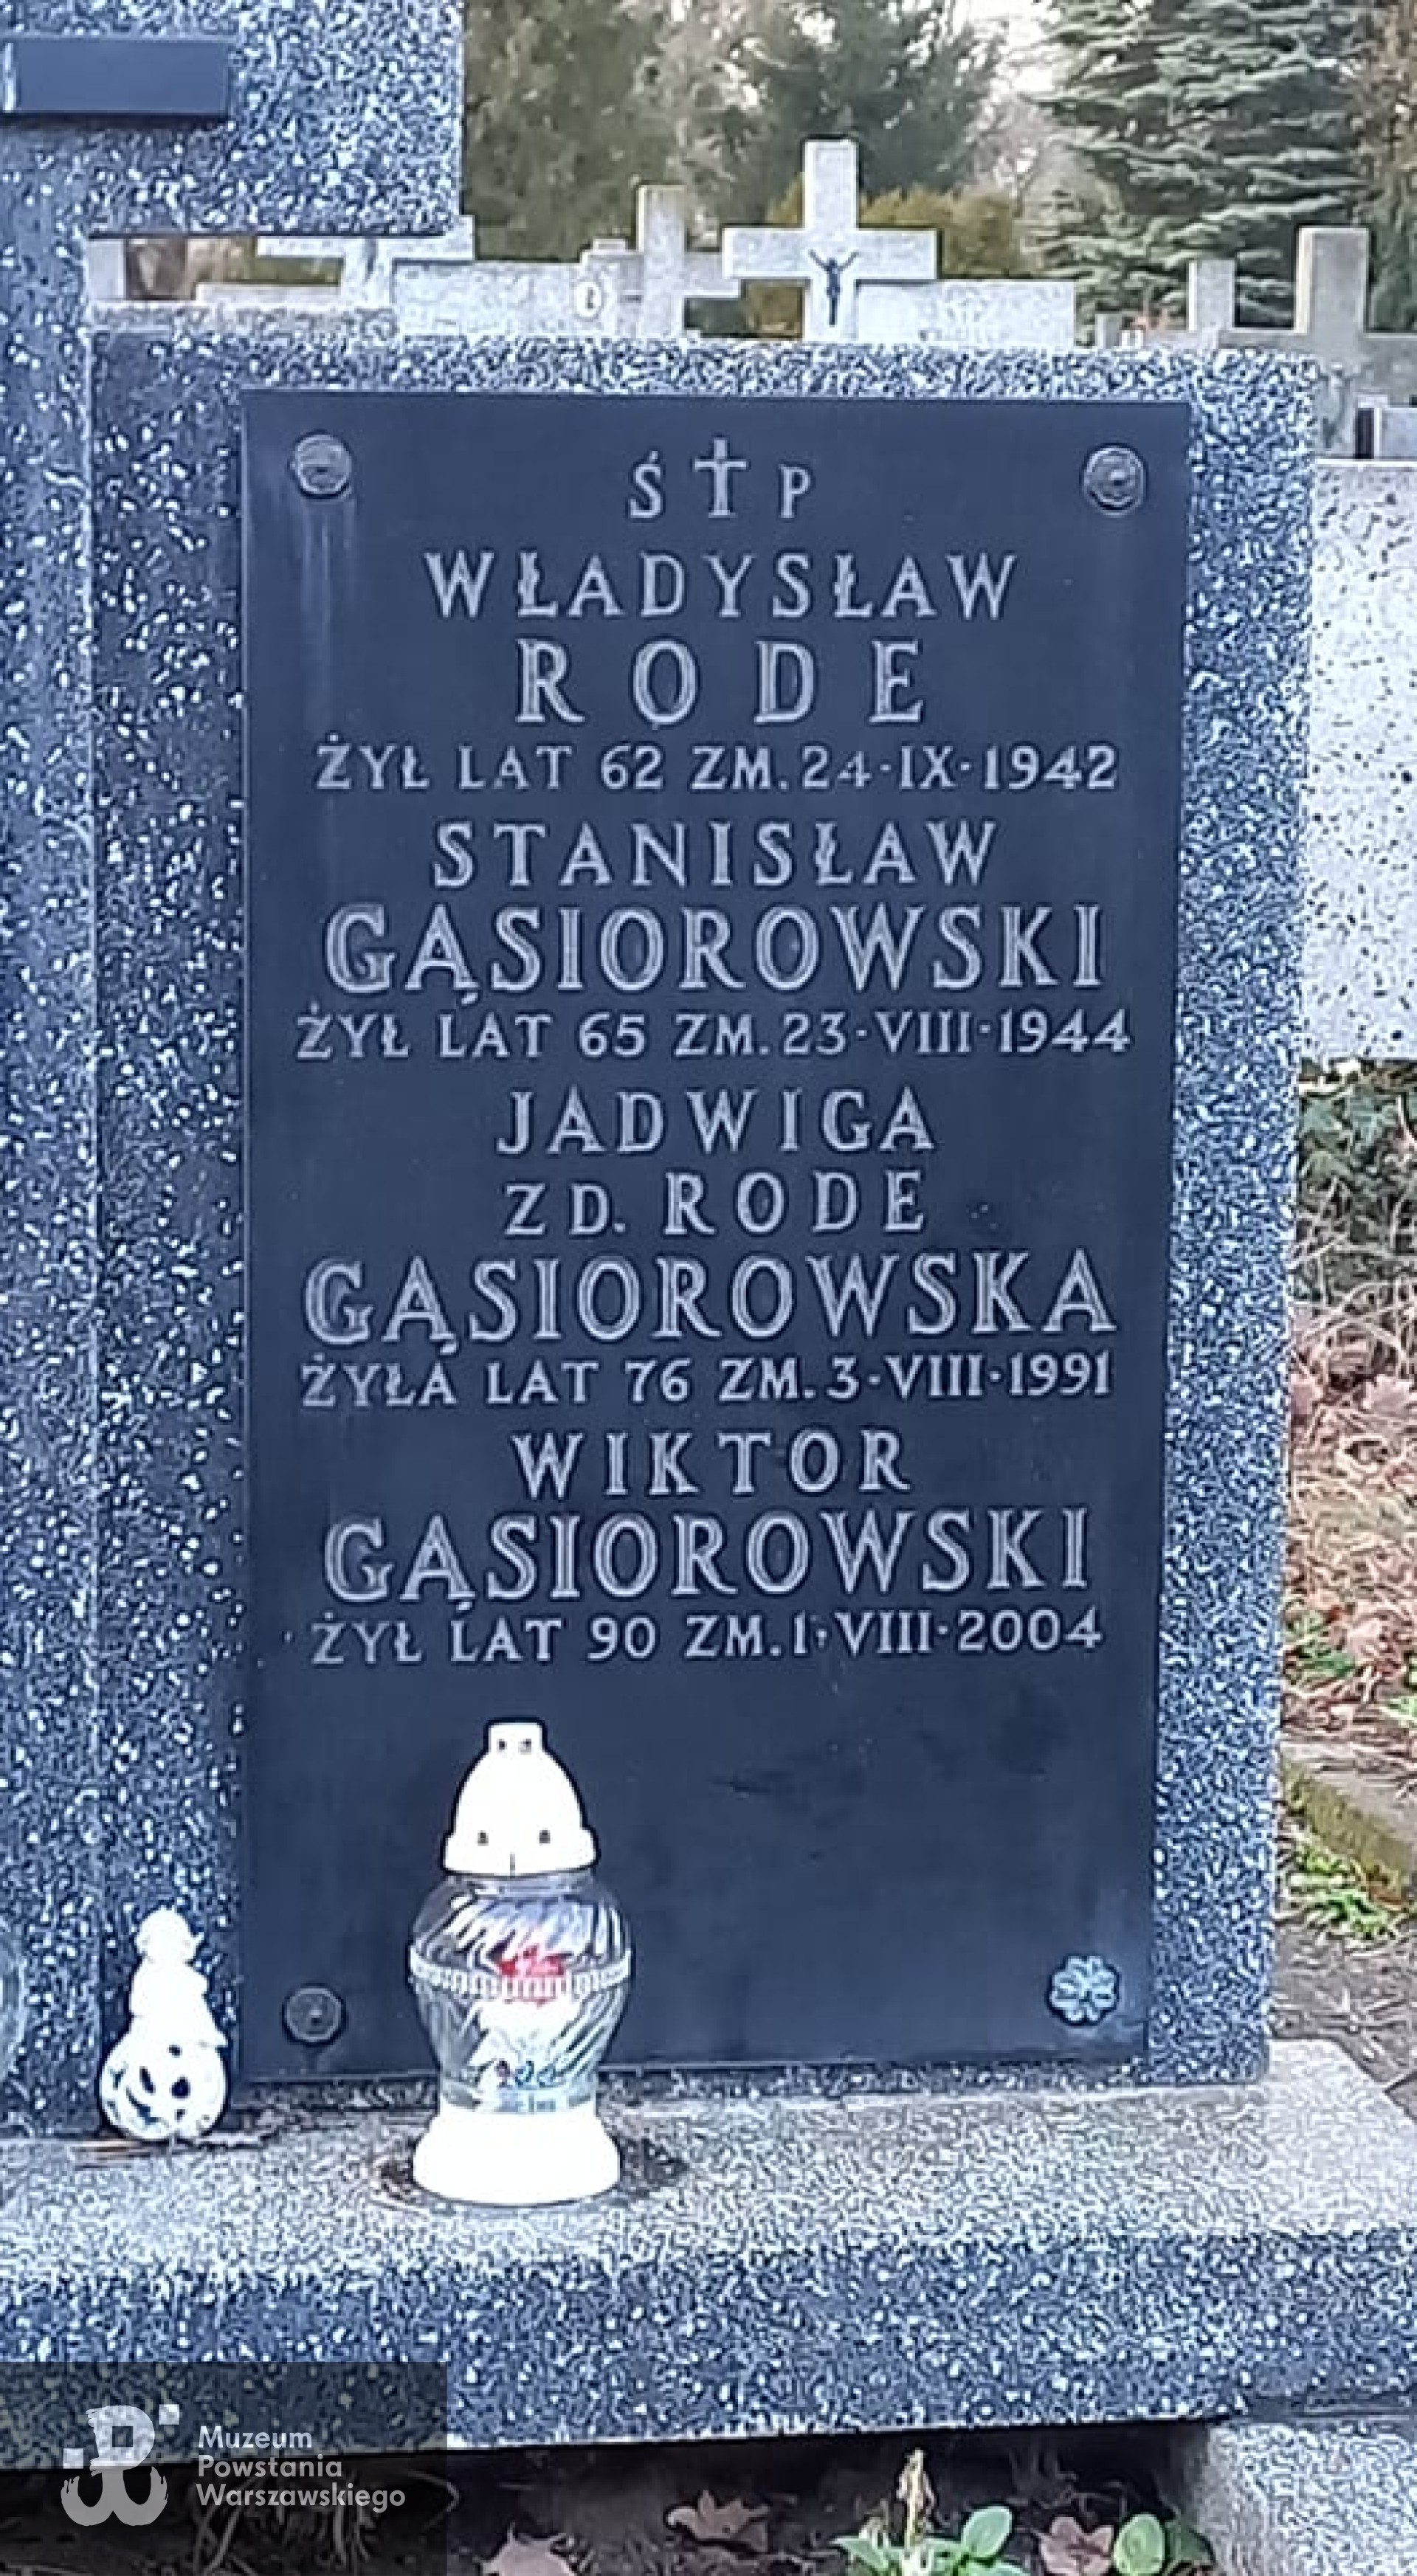 Ś † P
WŁADYSŁAW
RODE
ŻYŁ LAT 62 ZM. 24·IX·1942
STANISŁAW
GĄSIOROWSKI
ŻYŁ LAT 65 ZM. 23·VIII·1944
JADWIGA
ZD. RODE
GĄSIOROWSKA
ŻYŁA LAT 76 ZM. 3·VIII·1991
WIKTOR
GĄSIOROWSKI
ŻYŁ LAT 90 ZM. 1·VIII·2004
Muzeum
Powstania
Warszawskiego